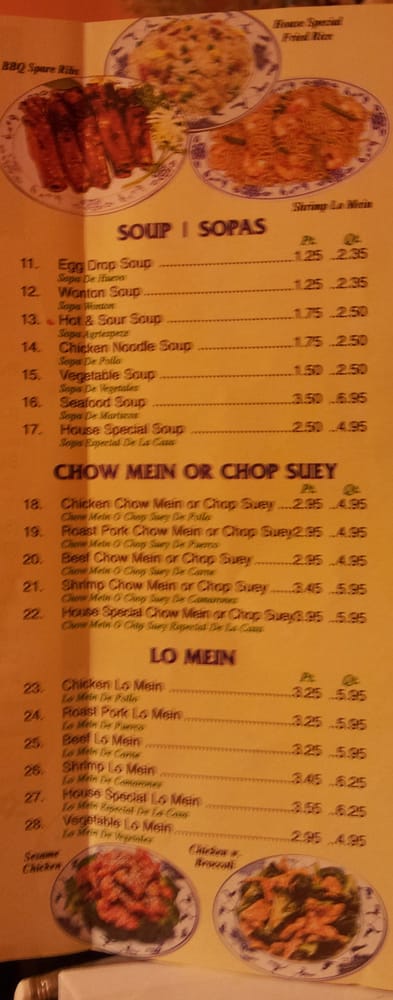 House Special
Fried Rice
BBQ Spare Ribs
Shrimp Lo Mein
SOUP | SOPAS
Pt. Qt.
11. Egg Drop Soup 1.25 2.35
Sopa De Huevo
12. Wonton Soup 1.25 2.35
Sopa Wonton
13. Hot & Sour Soup 1.75 2.50
Sopa Agriespeza
14. Chicken Noodle Soup 1.75 2.50
Sopa De Pollo
15. Vegetable Soup 1.50 2.50
Sopa De Vegetales
16. Seafood Soup 3.50 6.95
Sopa De Mariscos
17. House Special Soup 2.50 4.95
Sopa Especial De La Casa
CHOW MEIN OR CHOP SUEY
Pt. Qt.
18. Chicken Chow Mein or Chop Suey 2.95 4.95
Chow Mein O Chop Suey De Pollo
19. Roast Pork Chow Mein or Chop Suey 2.95 4.95
Chow Mein O Chop Suey De Puerco
20. Beef Chow Mein or Chop Suey 2.95 4.95
Chow Mein O Chop Suey De Carne
21. Shrimp Chow Mein or Chop Suey 3.45 5.95
Chow Mein O Chop Suey De Camarones
22. House Special Chow Mein or Chop Suey 3.95 5.95
Chow Mein O Chop Suey Especial De La Casa
LO MEIN
Pt. Qt.
23. Chicken Lo Mein 3.25 5.95
Lo Mein De Pollo
24. Roast Pork Lo Mein 3.25 5.95
Lo Mein De Puerco
25. Beef Lo Mein 3.25 5.95
Lo Mein De Carne
26. Shrimp Lo Mein 3.45 6.25
Lo Mein De Camarones
27. House Special Lo Mein 3.55 6.25
Lo Mein Especial De La Casa
28. Vegetable Lo Mein 2.95 4.95
Lo Mein De Vegetales
Sesame
Chicken
Chicken w.
Broccoli